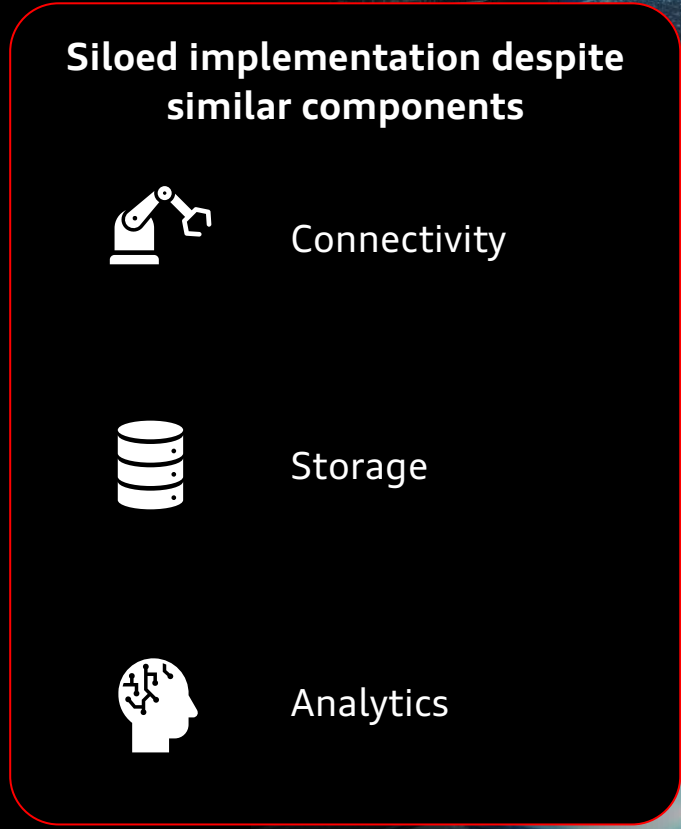 Siloed implementation despite
similar components
Connectivity
Storage
Analytics